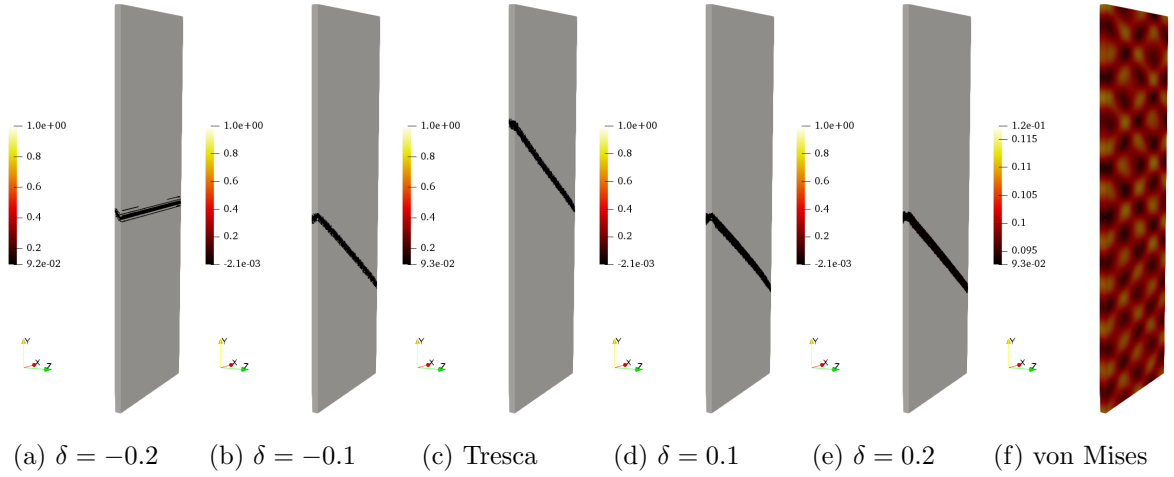 1.0e+00
0.8
0.6
0.4
0.2
9.2e-02
Y
X
Z
(a) δ = −0.2
1.0e+00
0.8
0.6
0.4
0.2
-2.1e-03
Y
X
Z
(b) δ = −0.1
1.0e+00
0.8
0.6
0.4
0.2
9.3e-02
Y
X
Z
(c) Tresca
1.0e+00
0.8
0.6
0.4
0.2
-2.1e-03
Y
X
Z
(d) δ = 0.1
1.0e+00
0.8
0.6
0.4
0.2
-2.1e-03
Y
X
Z
(e) δ = 0.2
1.2e-01
0.115
0.11
0.105
0.1
0.095
9.3e-02
Y
X
Z
(f) von Mises